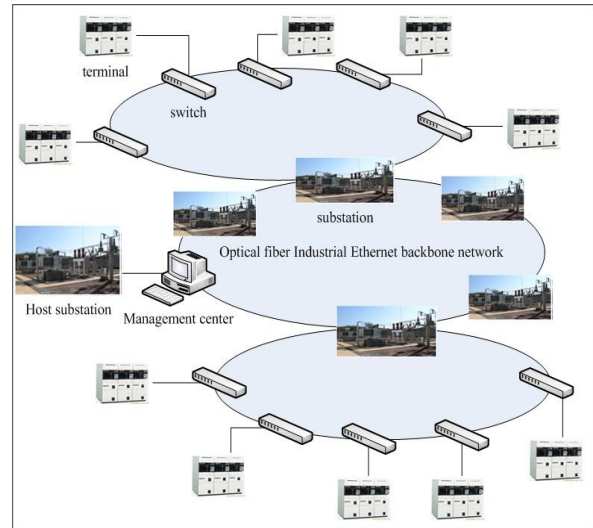 terminal
switch
substation
Optical fiber Industrial Ethernet backbone network
Host substation
Management center